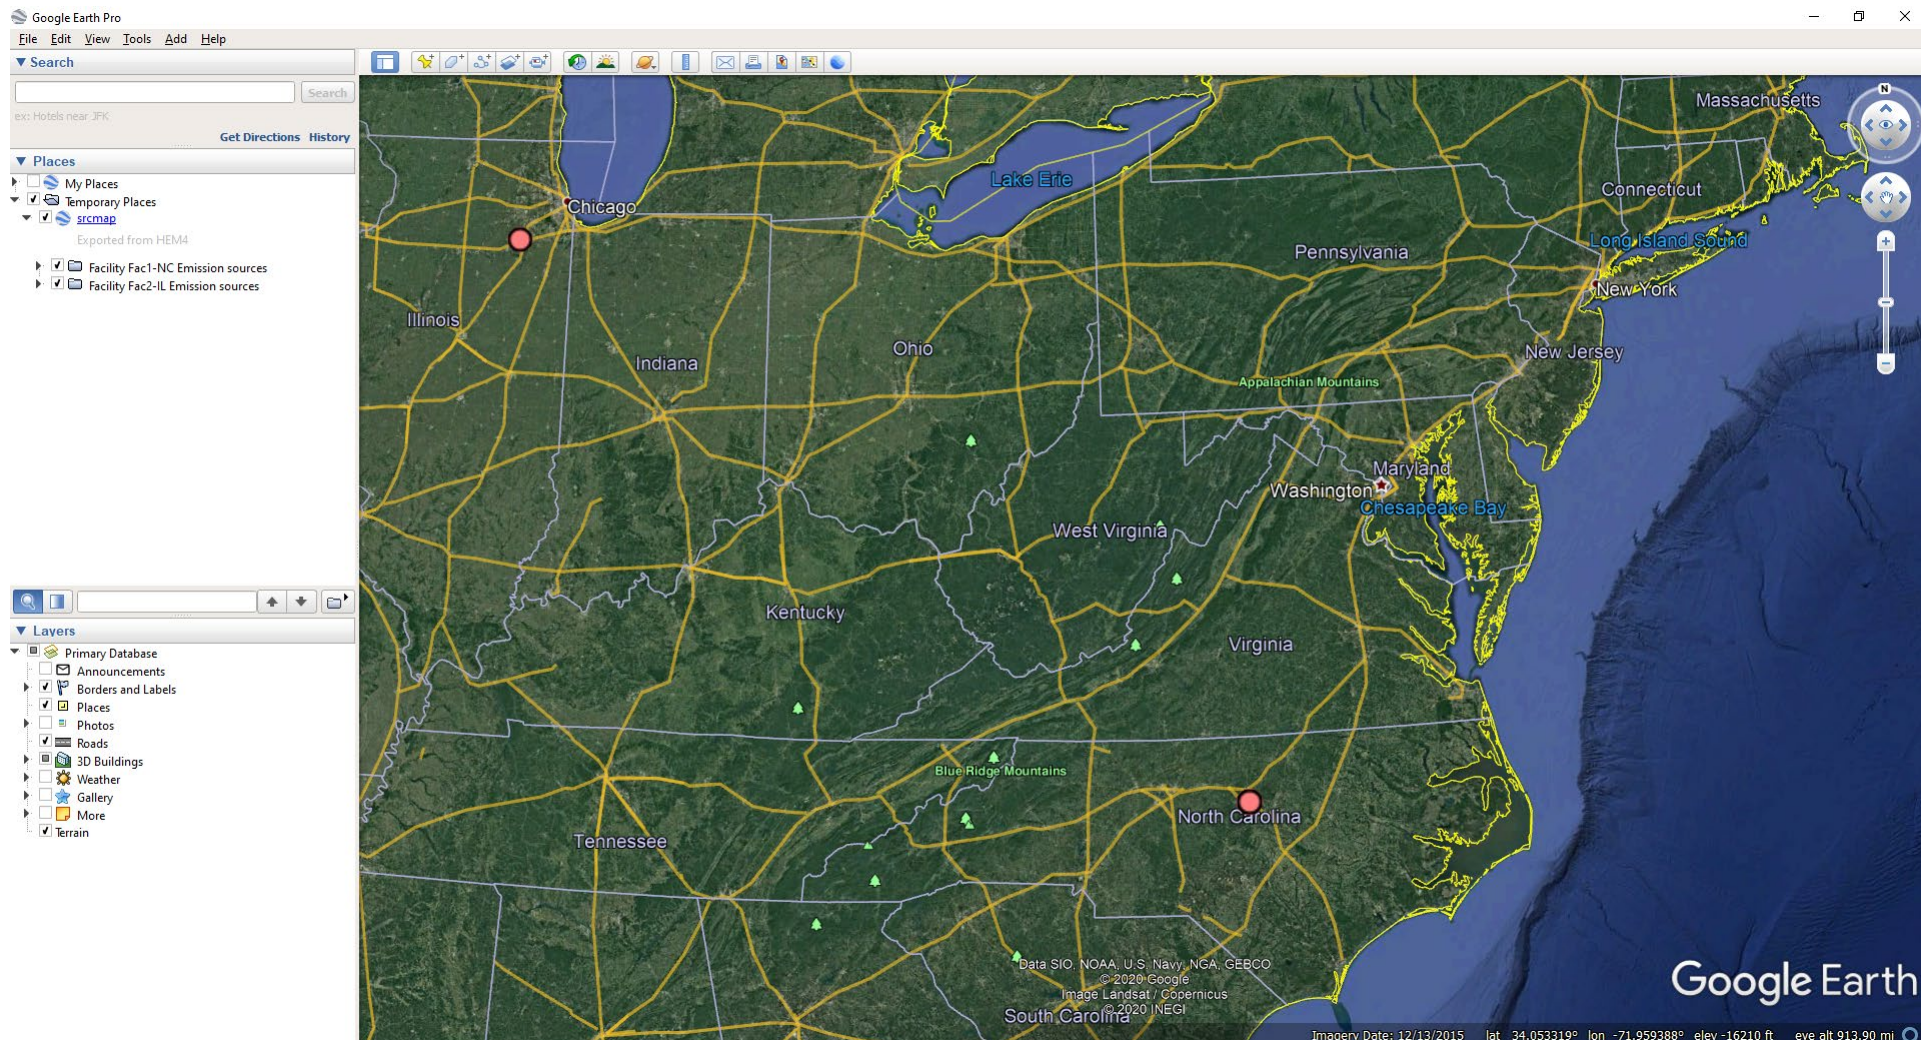 Google Earth Pro
File Edit View Tools Add Help
Search
Search
ex: Hotels near JFK
Get Directions History
Places
My Places
Temporary Places
srcmap
Exported from HEM4
Facility Fac1-NC Emission sources
Facility Fac2-IL Emission sources
Layers
Primary Database
Announcements
Borders and Labels
Places
Photos
Roads
3D Buildings
Weather
Gallery
More
Terrain
N
Massachusetts
Lake Erie
Connecticut
Chicago
Long Island Sound
Pennsylvania
New York
Illinois
Ohio
New Jersey
Indiana
Appalachian Mountains
Maryland
Washington
Chesapeake Bay
West Virginia
Kentucky
Virginia
Blue Ridge Mountains
North Carolina
Tennessee
Data SIO, NOAA, U.S. Navy, NGA, GEBCO
© 2020 Google
Image Landsat / Copernicus
© 2020 INEGI
South Carolina
Google Earth
Imagery Date: 12/13/2015 lat 34.053319° lon -71.959388° elev -16210 ft eye alt 913.90 mi